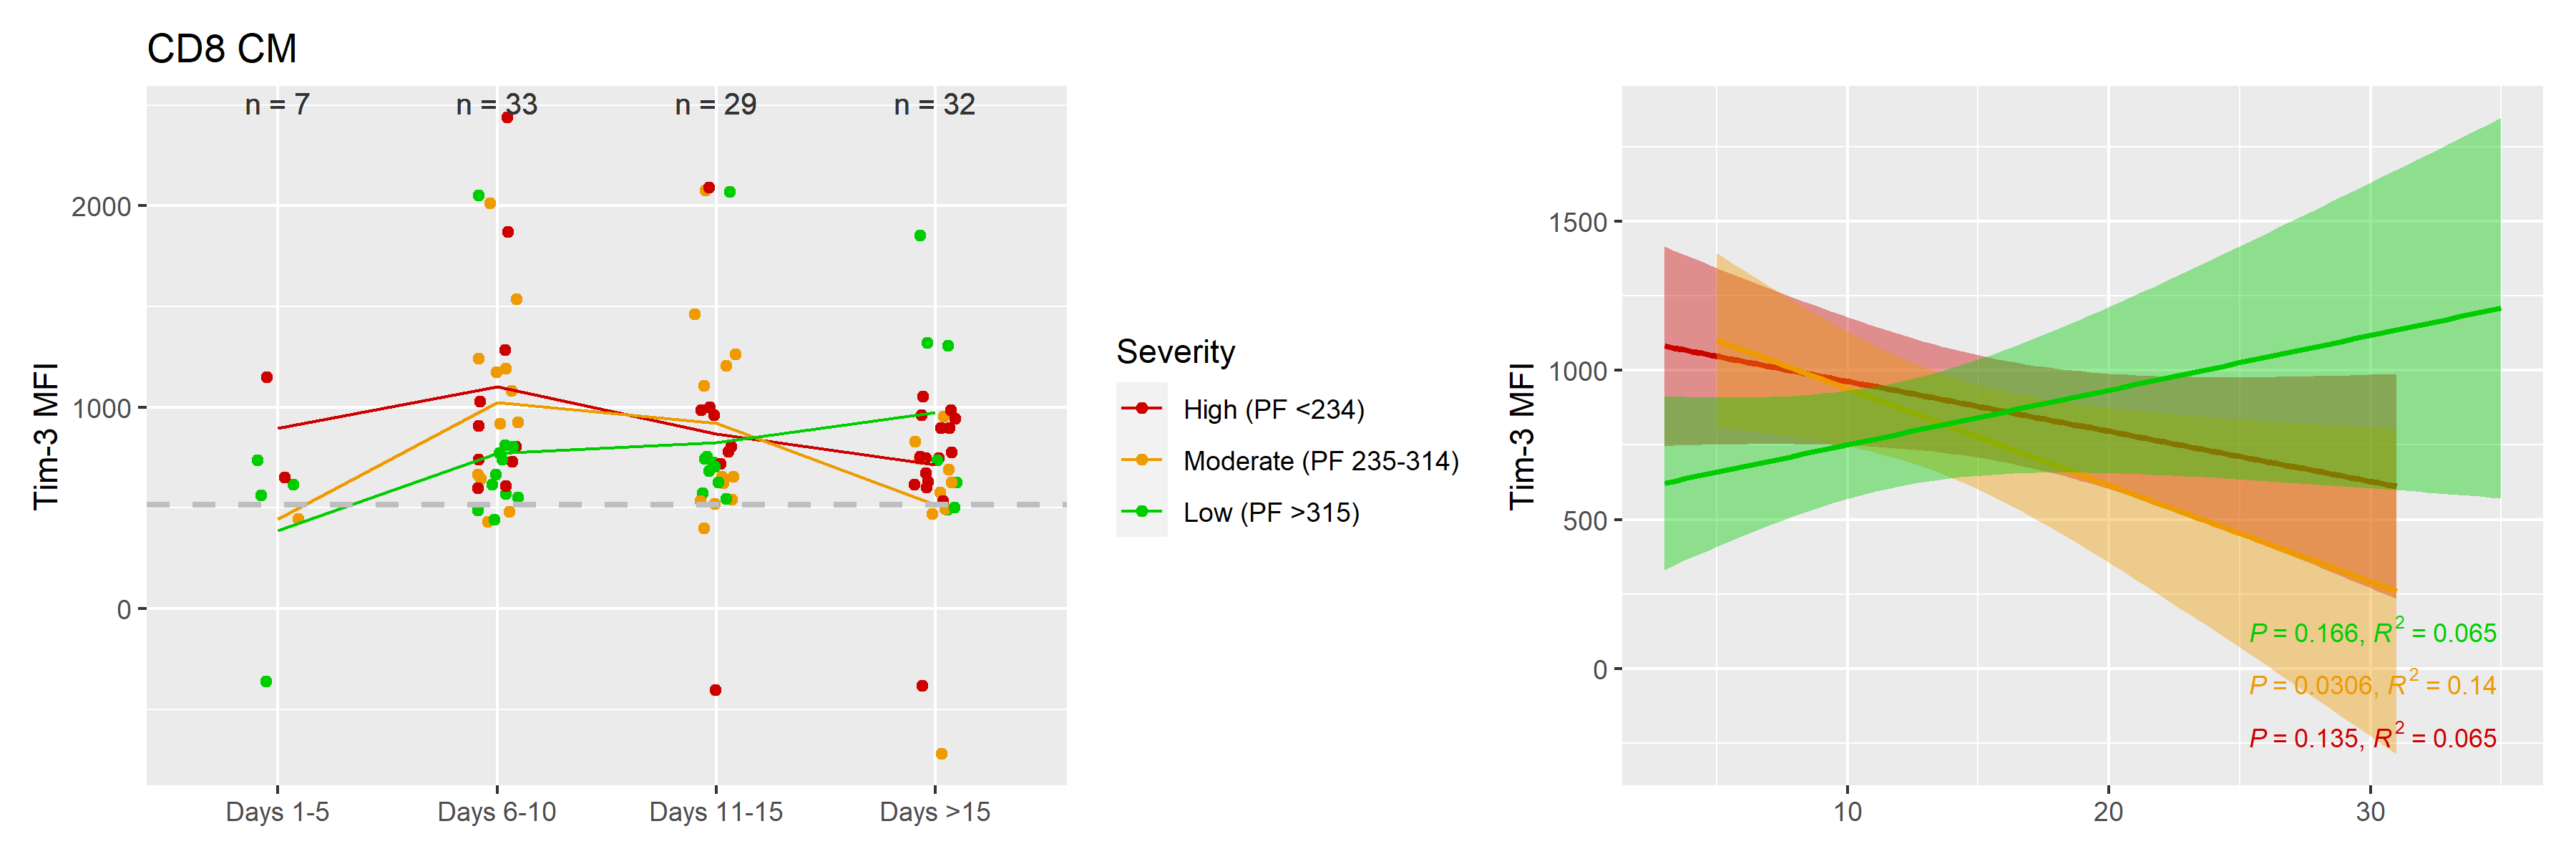 CD8 CM
n = 7
n = 33
n = 29
n = 32
2000
1000
0
Tim-3 MFI
Days 1-5
Days 6-10
Days 11-15
Days >15
Severity
High (PF <234)
Moderate (PF 235-314)
Low (PF >315)
1500
1000
500
0
Tim-3 MFI
P = 0.166, R² = 0.065
P = 0.0306, R² = 0.14
P = 0.135, R² = 0.065
10
20
30